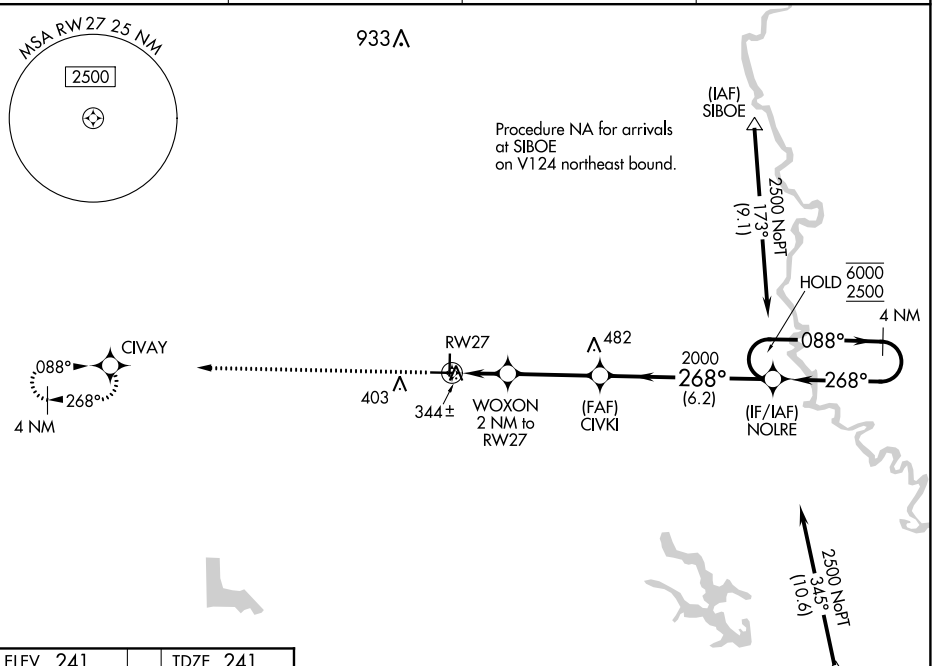 MSA RW 27 25 NM
2500
933
(IAF)
SIBOE
Procedure NA for arrivals
at SIBOE
on V124 northeast bound.
2500 NoPT
173°
(9.1)
HOLD
6000
2500
4 NM
088°
268°
CIVAY
088°
268°
4 NM
RW27
403
344±
WOXON
2 NM to
RW27
482
(FAF)
CIVKI
2000
268°
(6.2)
(IF/IAF)
NOLRE
2500 NoPT
345°
(10.6)
ELEV 241
TDZE 241